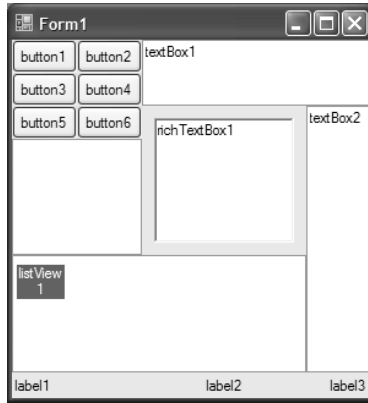 Form1
button1 button2 textBox1
button3 button4
button5 button6 richTextBox1 textBox2
listView
1
label1 label2 label3